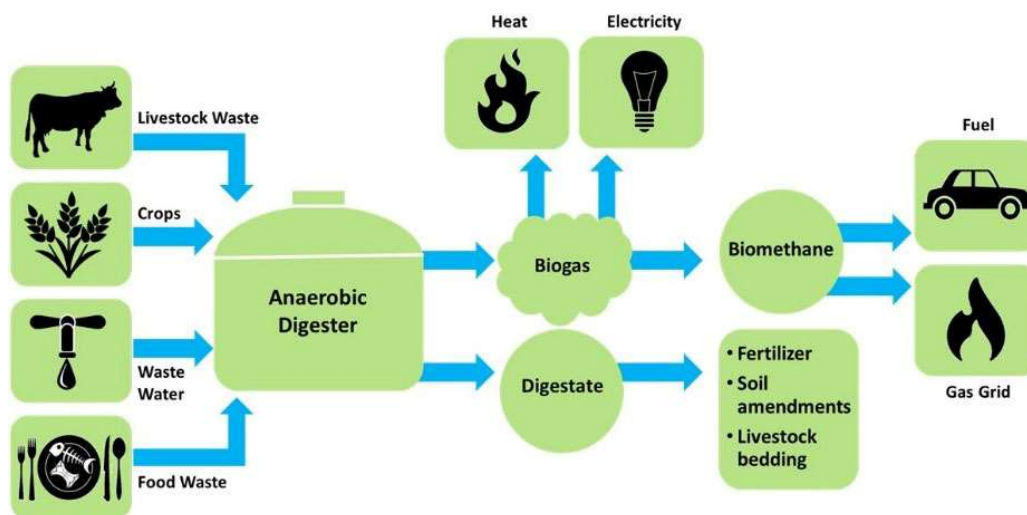 Heat
Electricity
Livestock Waste
Fuel
Crops
Biogas
Biomethane
Anaerobic
Digester
Waste
Water
Digestate
• Fertilizer
• Soil
amendments
• Livestock
bedding
Gas Grid
Food Waste